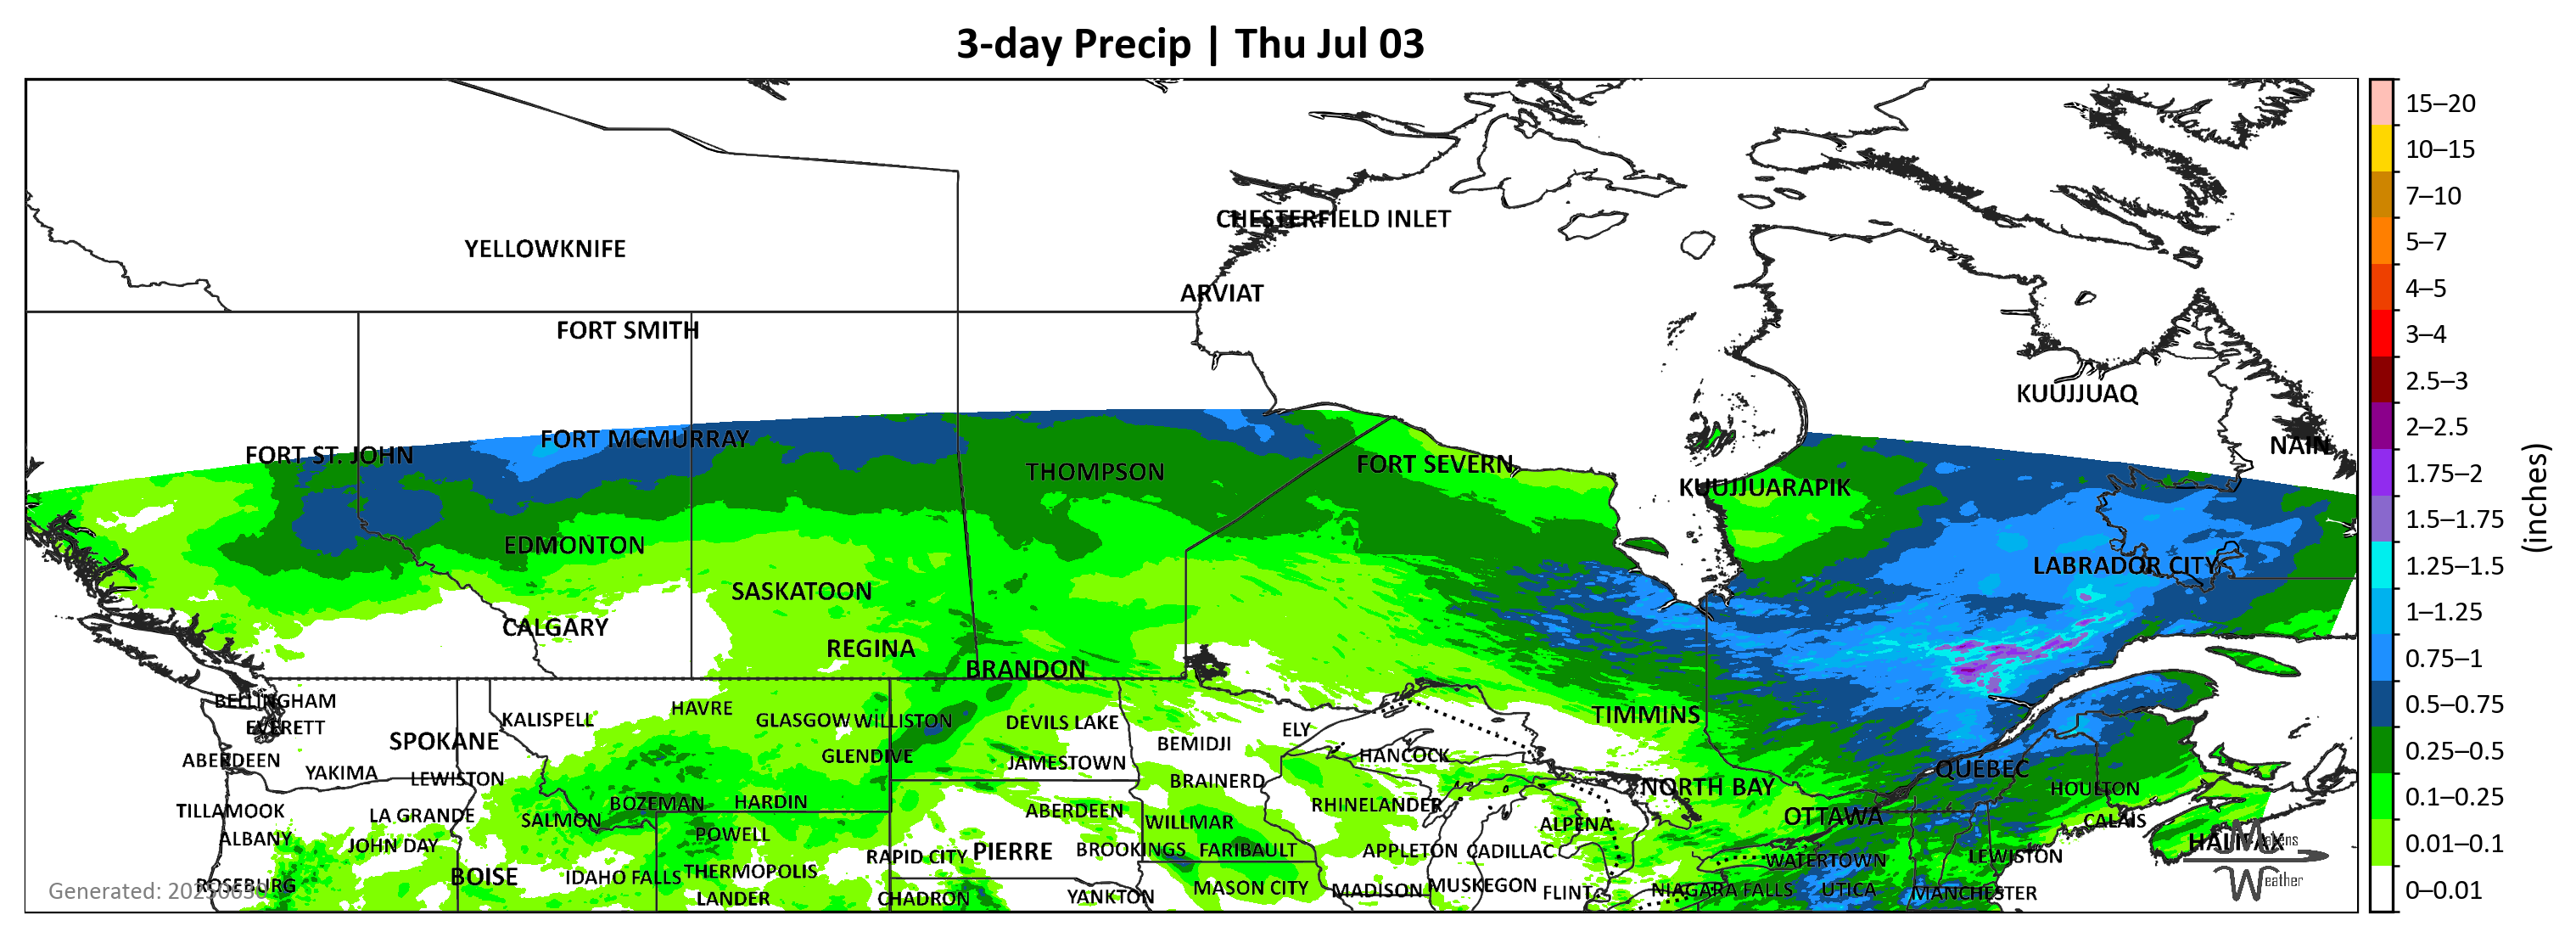 3-day Precip | Thu Jul 03
CHESTERFIELD INLET
YELLOWKNIFE
ARVIAT
FORT SMITH
KUUJJUAQ
FORT ST. JOHN
FORT MCMURRAY
NAIN
THOMPSON
FORT SEVERN
KUUJJUARAPIK
EDMONTON
LABRADOR CITY
SASKATOON
CALGARY
REGINA
BRANDON
BELLINGHAM
EVERETT
KALISPELL
HAVRE
GLASGOW
WILLISTON
DEVILS LAKE
TIMMINS
SPOKANE
BEMIDJI
ELY
ABERDEEN
GLENDIVE
JAMESTOWN
HANCOCK
YAKIMA
LEWISTON
BRAINERD
NORTH BAY
QUÉBEC
HOULTON
TILLAMOOK
LA GRANDE
SALMON
BOZEMAN
HARDIN
ABERDEEN
RHINELANDER
OTTAWA
CALAIS
ALBANY
JOHN DAY
POWELL
WILLMAR
ALPENA
HALIFAX
RAPID CITY
PIERRE
BROOKINGS
FARIBAULT
APPLETON
CADILLAC
WATERTOWN
LEWISTON
ROSEBURG
BOISE
IDAHO FALLS
THERMOPOLIS
LANDER
CHADRON
YANKTON
MASON CITY
MADISON
MUSKEGON
FLINT
NIAGARA FALLS
UTICA
MANCHESTER
Weather
15–20
10–15
7–10
5–7
4–5
3–4
2.5–3
2–2.5
1.75–2
1.5–1.75
1.25–1.5
1–1.25
0.75–1
0.5–0.75
0.25–0.5
0.1–0.25
0.01–0.1
0–0.01
(inches)
Generated: